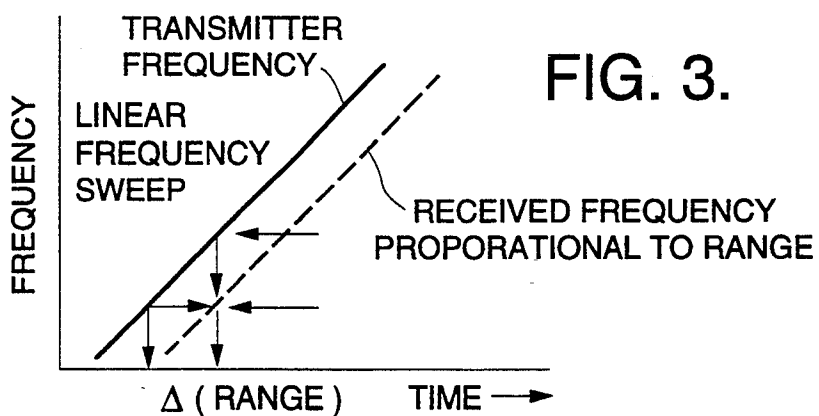 TRANSMITTER
FREQUENCY
FIG. 3.
LINEAR
FREQUENCY
SWEEP
FREQUENCY
RECEIVED FREQUENCY
PROPORATIONAL TO RANGE
Δ ( RANGE )
TIME